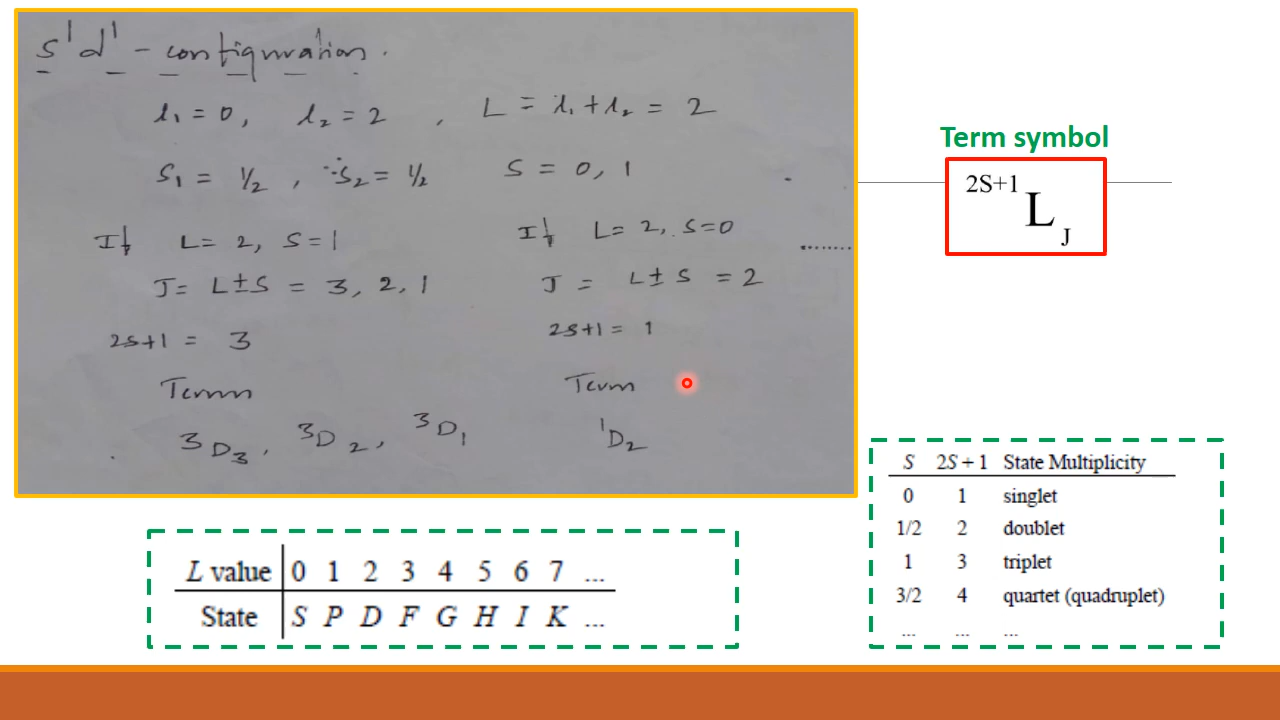 s¹d¹ - configuration.
l₁ = 0, l₂ = 2, L = l₁ + l₂ = 2
S₁ = 1/2, ∵ S₂ = 1/2 S = 0, 1
If L = 2, S = 1 If L = 2, S = 0
J = L ± S = 3, 2, 1 J = L ± S = 2
2S+1 = 3 2S+1 = 1
Term Term
³D₃, ³D₂, ³D₁ ¹D₂
Term symbol
2S+1 L J
L value 0 1 2 3 4 5 6 7 ...
State S P D F G H I K ...
S 2S + 1 State Multiplicity
0 1 singlet
1/2 2 doublet
1 3 triplet
3/2 4 quartet (quadruplet)
... ... ...